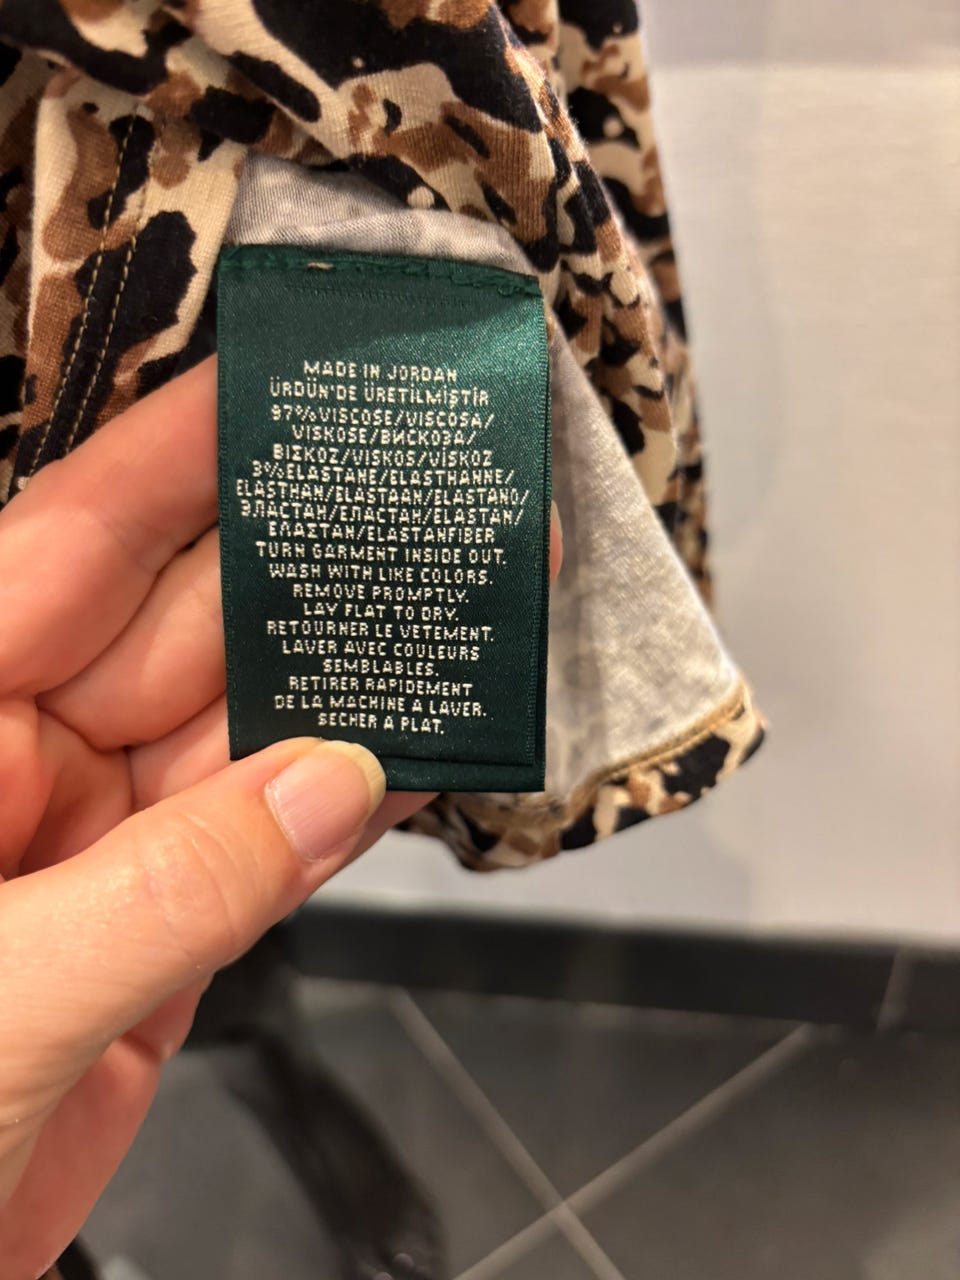 MADE IN JORDAN
ÜRDÜN'DE ÜRETİLMİŞTİR
97%VISCOSE/VISCOSA/
VISKOSE/ВИСКОЗА/
ΒΙΣΚΟΖ/VISKOS/VİSKOZ
3%ELASTANE/ELASTHANNE/
ELASTHAN/ELASTAAN/ELASTANO/
ЭЛАСТАН/ЕЛАСТАН/ELASTAN/
ΕΛΑΣΤΑΝ/ELASTANFIBER
TURN GARMENT INSIDE OUT.
WASH WITH LIKE COLORS.
REMOVE PROMPTLY.
LAY FLAT TO DRY.
RETOURNER LE VETEMENT.
LAVER AVEC COULEURS
SEMBLABLES.
RETIRER RAPIDEMENT
DE LA MACHINE A LAVER.
SECHER A PLAT.